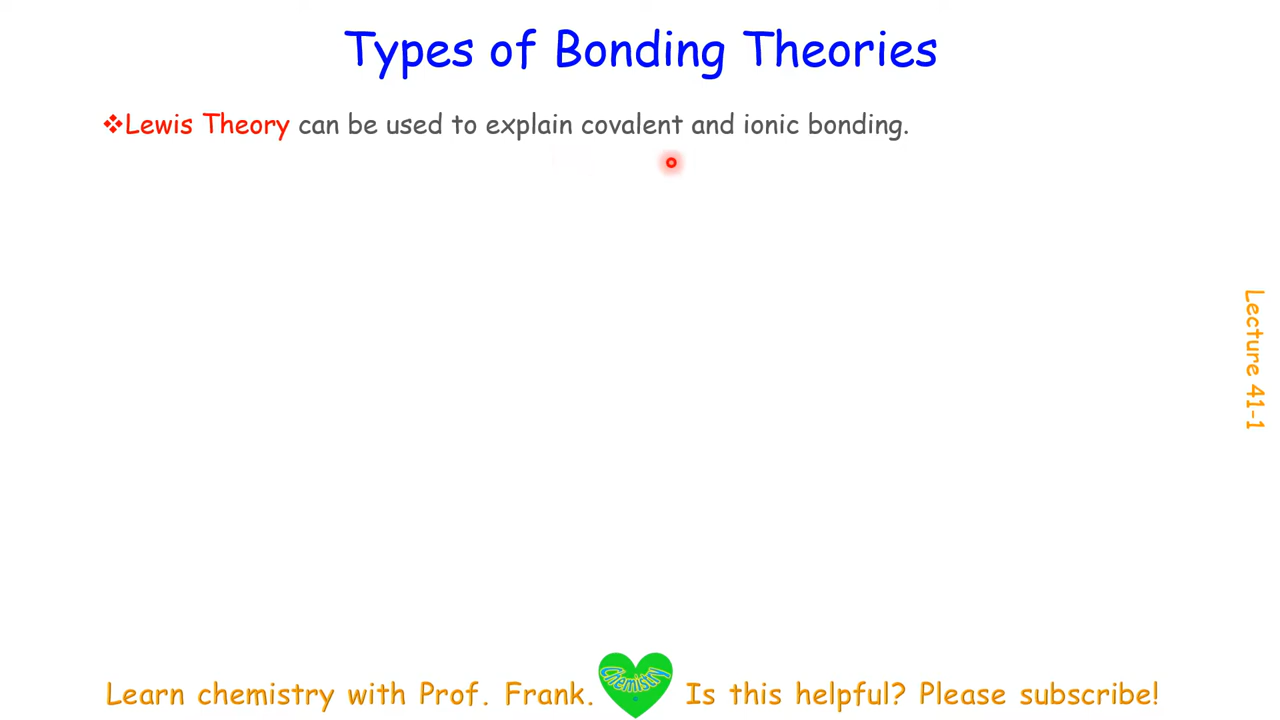 Types of Bonding Theories
❖Lewis Theory can be used to explain covalent and ionic bonding.
Lecture 41-1
Learn chemistry with Prof. Frank. Chemistry Is this helpful? Please subscribe!